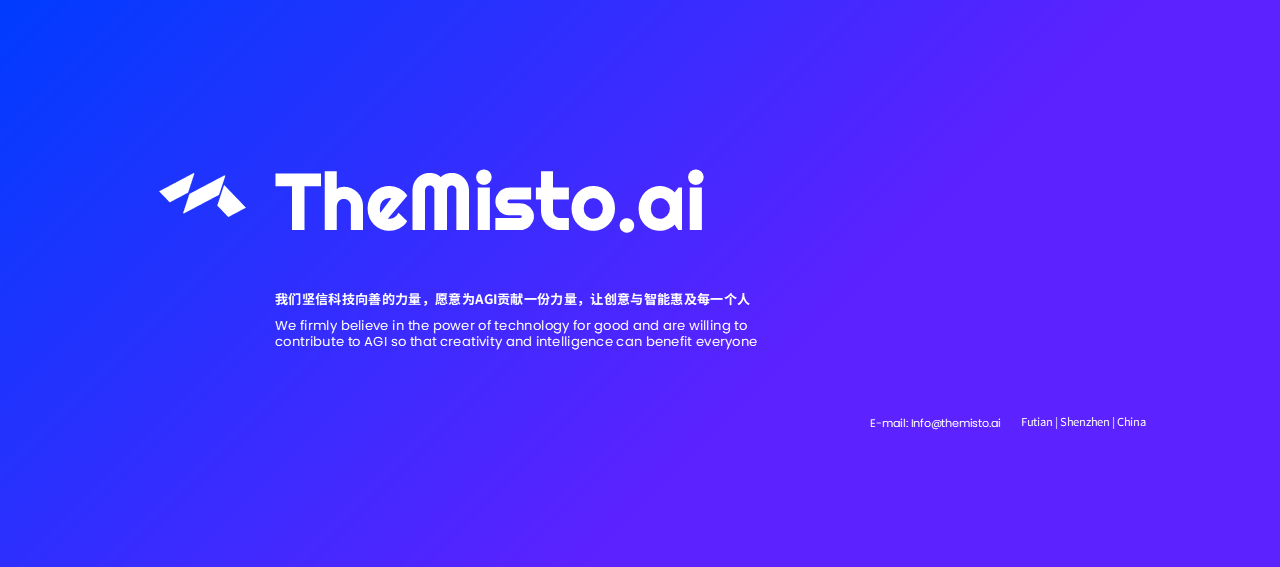 TheMisto.ai
我们坚信科技向善的力量，愿意为AGI贡献一份力量，让创意与智能惠及每一个人
We firmly believe in the power of technology for good and are willing to
contribute to AGI so that creativity and intelligence can benefit everyone
E-mail: Info@themisto.ai Futian | Shenzhen | China